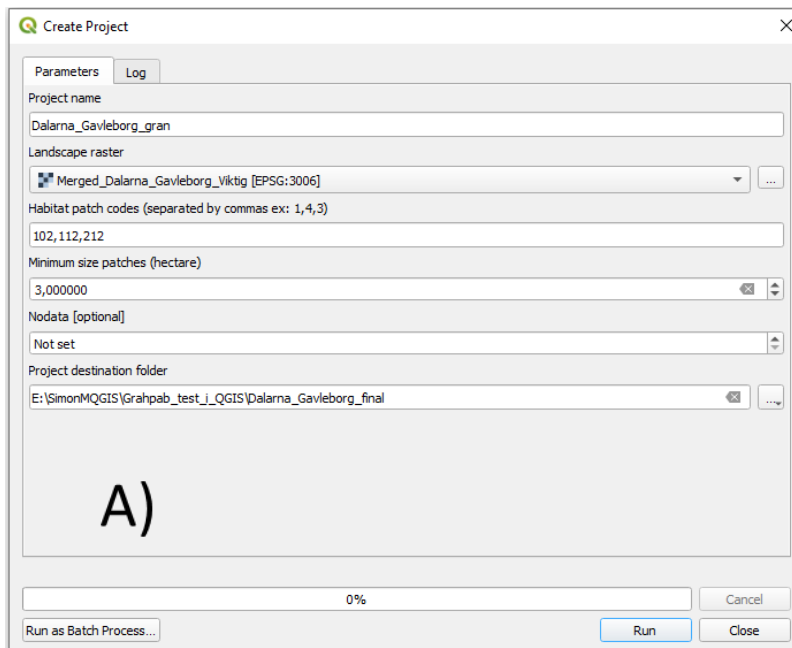 Create Project
Parameters
Log
Project name
Dalarna_Gavleborg_gran
Landscape raster
Merged_Dalarna_Gavleborg_Viktig [EPSG:3006]
...
Habitat patch codes (separated by commas ex: 1,4,3)
102,112,212
Minimum size patches (hectare)
3,000000
Nodata [optional]
Not set
Project destination folder
E:\SimonMQGIS\Grahpab_test_i_QGIS\Dalarna_Gavleborg_final
...
A)
0%
Cancel
Run as Batch Process...
Run
Close